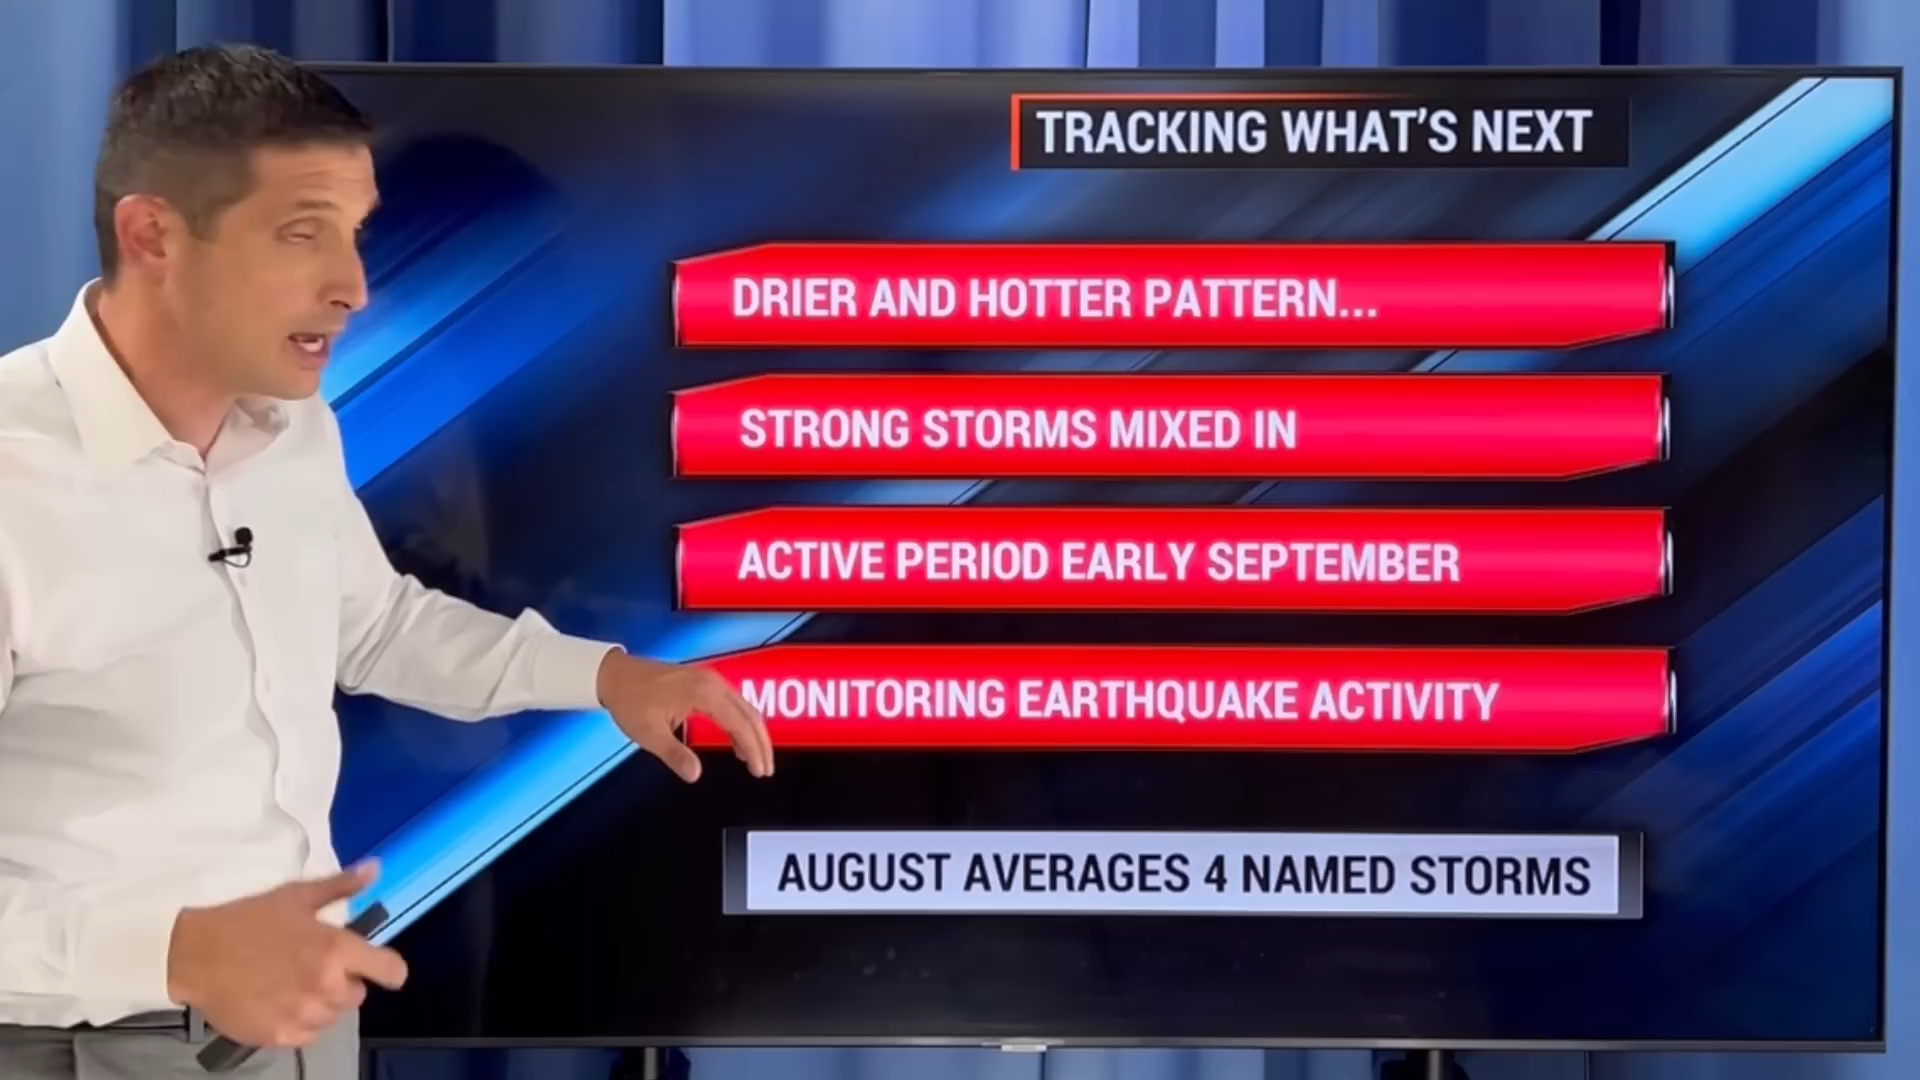 TRACKING WHAT'S NEXT
DRIER AND HOTTER PATTERN...
STRONG STORMS MIXED IN
ACTIVE PERIOD EARLY SEPTEMBER
MONITORING EARTHQUAKE ACTIVITY
AUGUST AVERAGES 4 NAMED STORMS